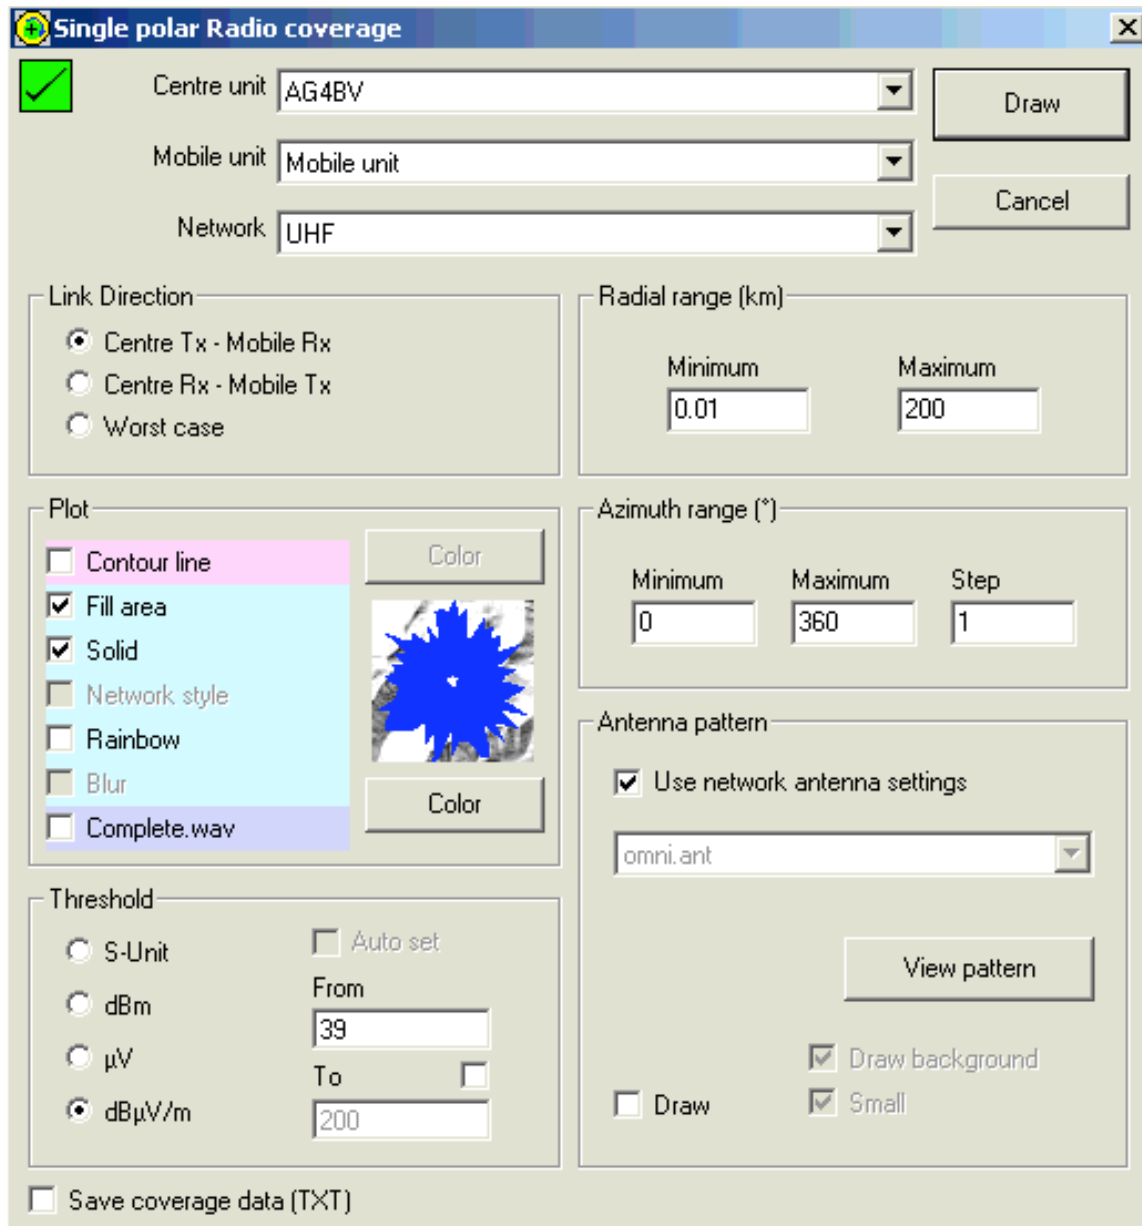 Single polar Radio coverage
Centre unit AG4BV
Draw
Mobile unit Mobile unit
Cancel
Network UHF
Link Direction
Centre Tx - Mobile Rx
Centre Rx - Mobile Tx
Worst case
Radial range (km)
Minimum Maximum
0.01 200
Plot
Contour line
Fill area
Solid
Network style
Rainbow
Blur
Complete.wav
Color
Color
Azimuth range (°)
Minimum Maximum Step
0 360 1
Antenna pattern
Use network antenna settings
omni.ant
View pattern
Draw background
Draw Small
Threshold
S-Unit
dBm
µV
dBµV/m
Auto set
From
39
To
200
Save coverage data (TXT)